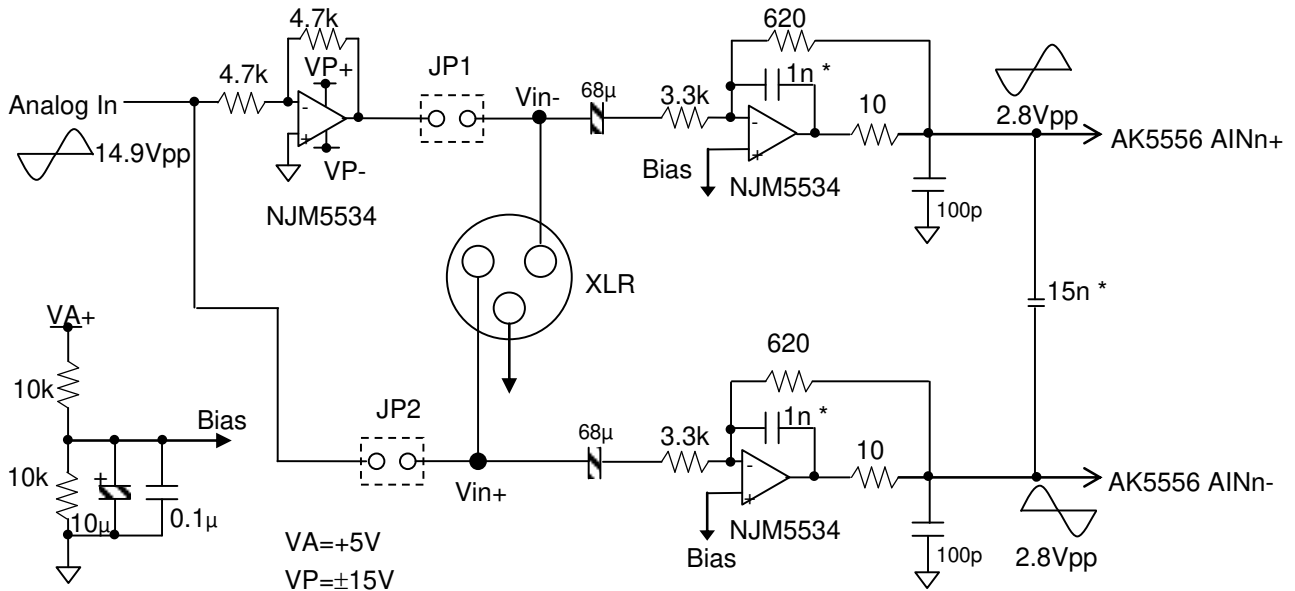 4.7k
620
VP+
JP1
1n *
4.7k
Vin-
68μ
3.3k
10
2.8Vpp
Analog In
-
+
-
+
AK5556 AINn+
14.9Vpp
VP-
Bias
NJM5534
NJM5534
100p
XLR
15n *
VA+
620
10k
JP2
1n *
Bias
68μ
3.3k
10
10k
+
-
+
AK5556 AINn-
Vin+
10μ
0.1μ
NJM5534
VA=+5V
Bias
100p
2.8Vpp
VP=±15V